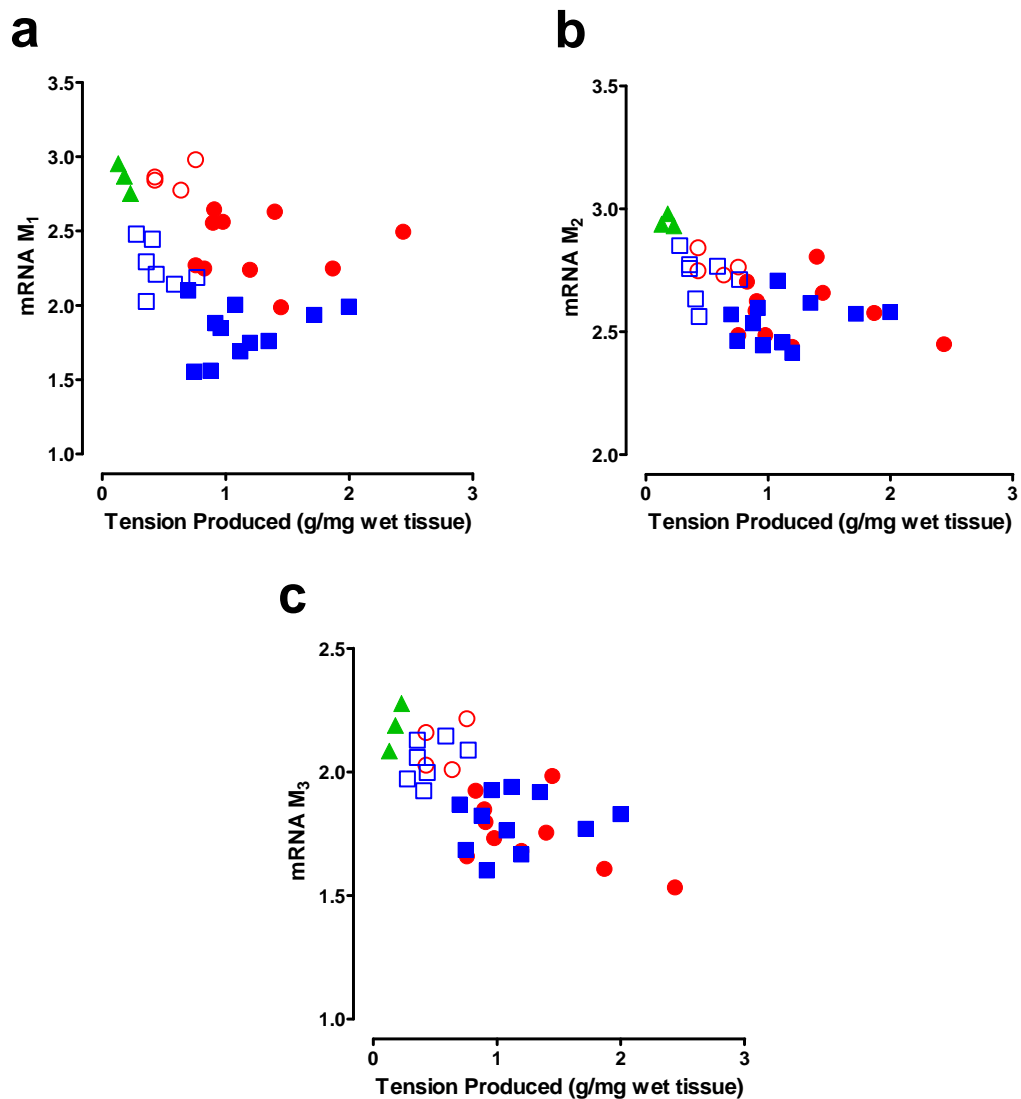 a
3.5
3.0
2.5
2.0
1.5
1.0
mRNA M1
0 1 2 3
Tension Produced (g/mg wet tissue)
b
3.5
3.0
2.5
2.0
mRNA M2
0 1 2 3
Tension Produced (g/mg wet tissue)
c
2.5
2.0
1.5
1.0
mRNA M3
0 1 2 3
Tension Produced (g/mg wet tissue)